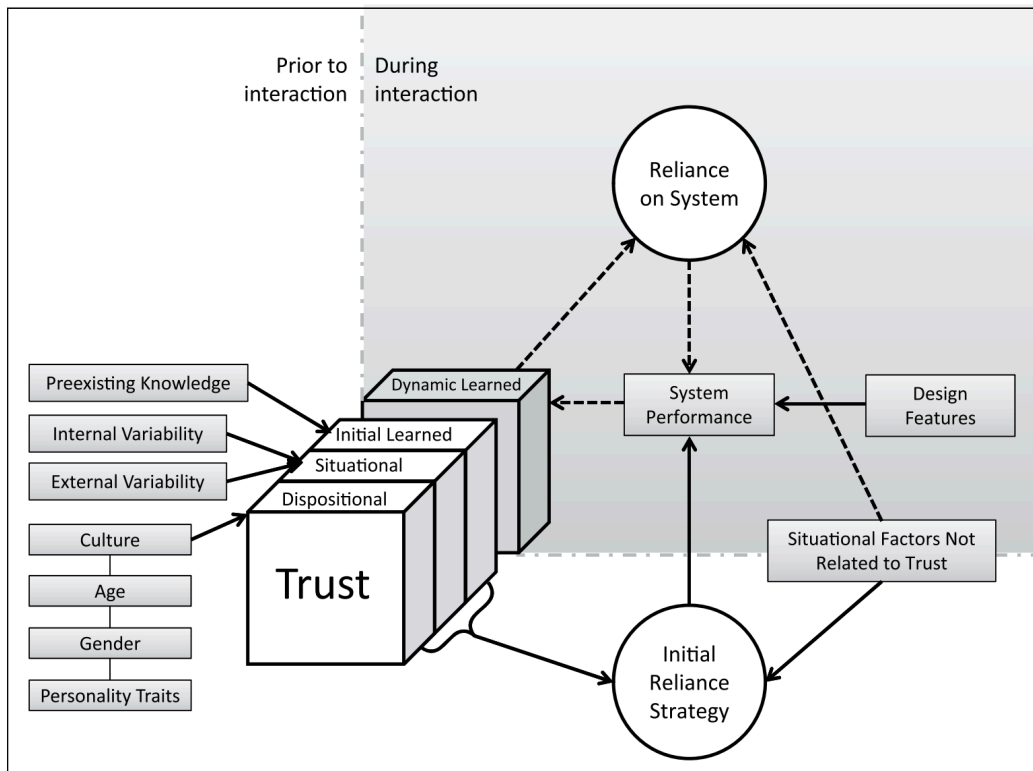 Prior to
interaction
During
interaction
Reliance
on System
Preexisting Knowledge
Internal Variability
External Variability
Culture
Age
Gender
Personality Traits
Dynamic Learned
Initial Learned
Situational
Dispositional
Trust
System
Performance
Design
Features
Situational Factors Not
Related to Trust
Initial
Reliance
Strategy